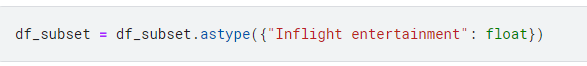 df_subset = df_subset.astype({"Inflight entertainment": float})